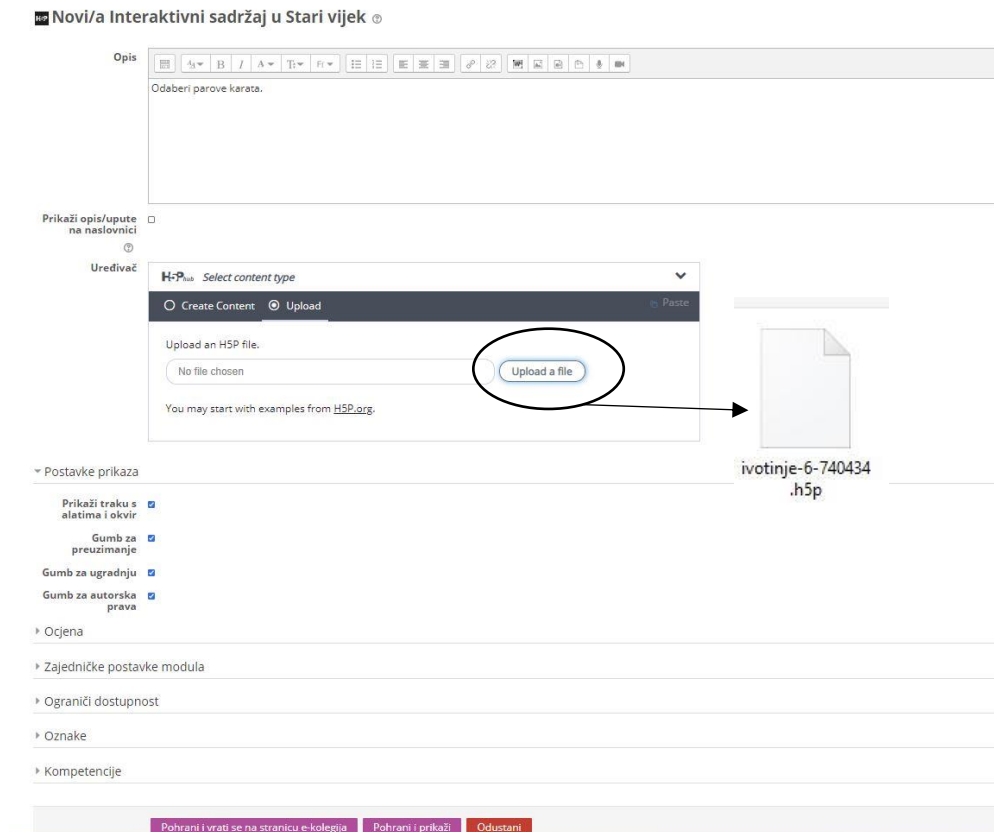 H-P Novi/a Interaktivni sadržaj u Stari vijek
Opis
Odaberi parove karata.
Prikaži opis/upute
na naslovnici
Uređivač
H-P hub Select content type
Create Content Upload Paste
Upload an H5P file.
No file chosen Upload a file
You may start with examples from H5P.org.
ivotinje-6-740434
.h5p
Postavke prikaza
Prikaži traku s
alatima i okvir
Gumb za
preuzimanje
Gumb za ugradnju
Gumb za autorska
prava
Ocjena
Zajedničke postavke modula
Ograniči dostupnost
Oznake
Kompetencije
Pohrani i vrati se na stranicu e-kolegija Pohrani i prikaži Odustani